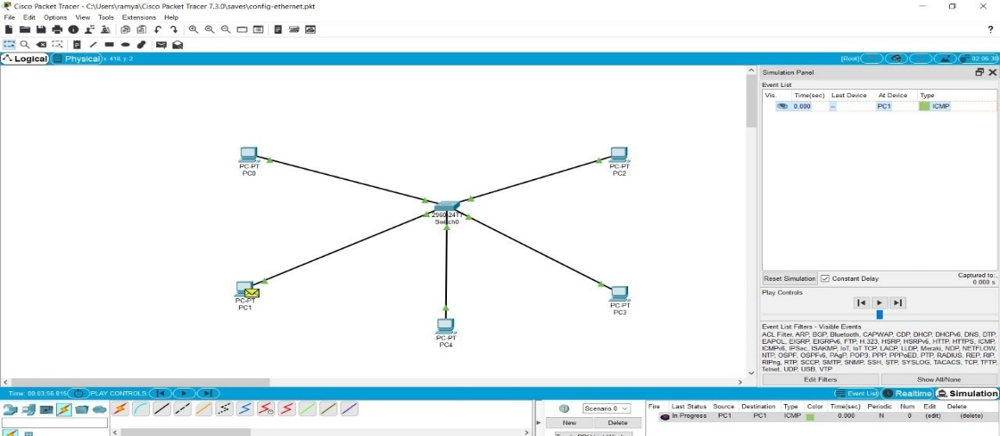 Cisco Packet Tracer - C:\Users\ramya\Cisco Packet Tracer 7.3.0\saves\config-ethernet.pkt
File Edit Options View Tools Extensions Help
?
Logical Physical x: 418, y: 2 [Root] 02:06:30
Simulation Panel
Event List
Vis. Time(sec) Last Device At Device Type
0.000 -- PC1 ICMP
PC-PT
PC0
PC-PT
PC2
2960-24TT
Switch0
PC-PT
PC1
PC-PT
PC3
PC-PT
PC4
Reset Simulation Constant Delay Captured to:
0.000 s
Play Controls
Event List Filters - Visible Events
ACL Filter, ARP, BGP, Bluetooth, CAPWAP, CDP, DHCP, DHCPv6, DNS, DTP,
EAPOL, EIGRP, EIGRPv6, FTP, H.323, HSRP, HSRPv6, HTTP, HTTPS, ICMP,
ICMPv6, IPSec, ISAKMP, IoT, IoT TCP, LACP, LLDP, Meraki, NDP, NETFLOW,
NTP, OSPF, OSPFv6, PAgP, POP3, PPP, PPPoED, PTP, RADIUS, REP, RIP,
RIPng, RTP, SCCP, SMTP, SNMP, SSH, STP, SYSLOG, TACACS, TCP, TFTP,
Telnet, UDP, USB, VTP
Edit Filters Show All/None
Time: 00:03:56.815 PLAY CONTROLS: Event List Realtime Simulation
Scenario 0
New Delete
Fire Last Status Source Destination Type Color Time(sec) Periodic Num Edit Delete
In Progress PC1 PC1 ICMP 0.000 N 0 (edit) (delete)